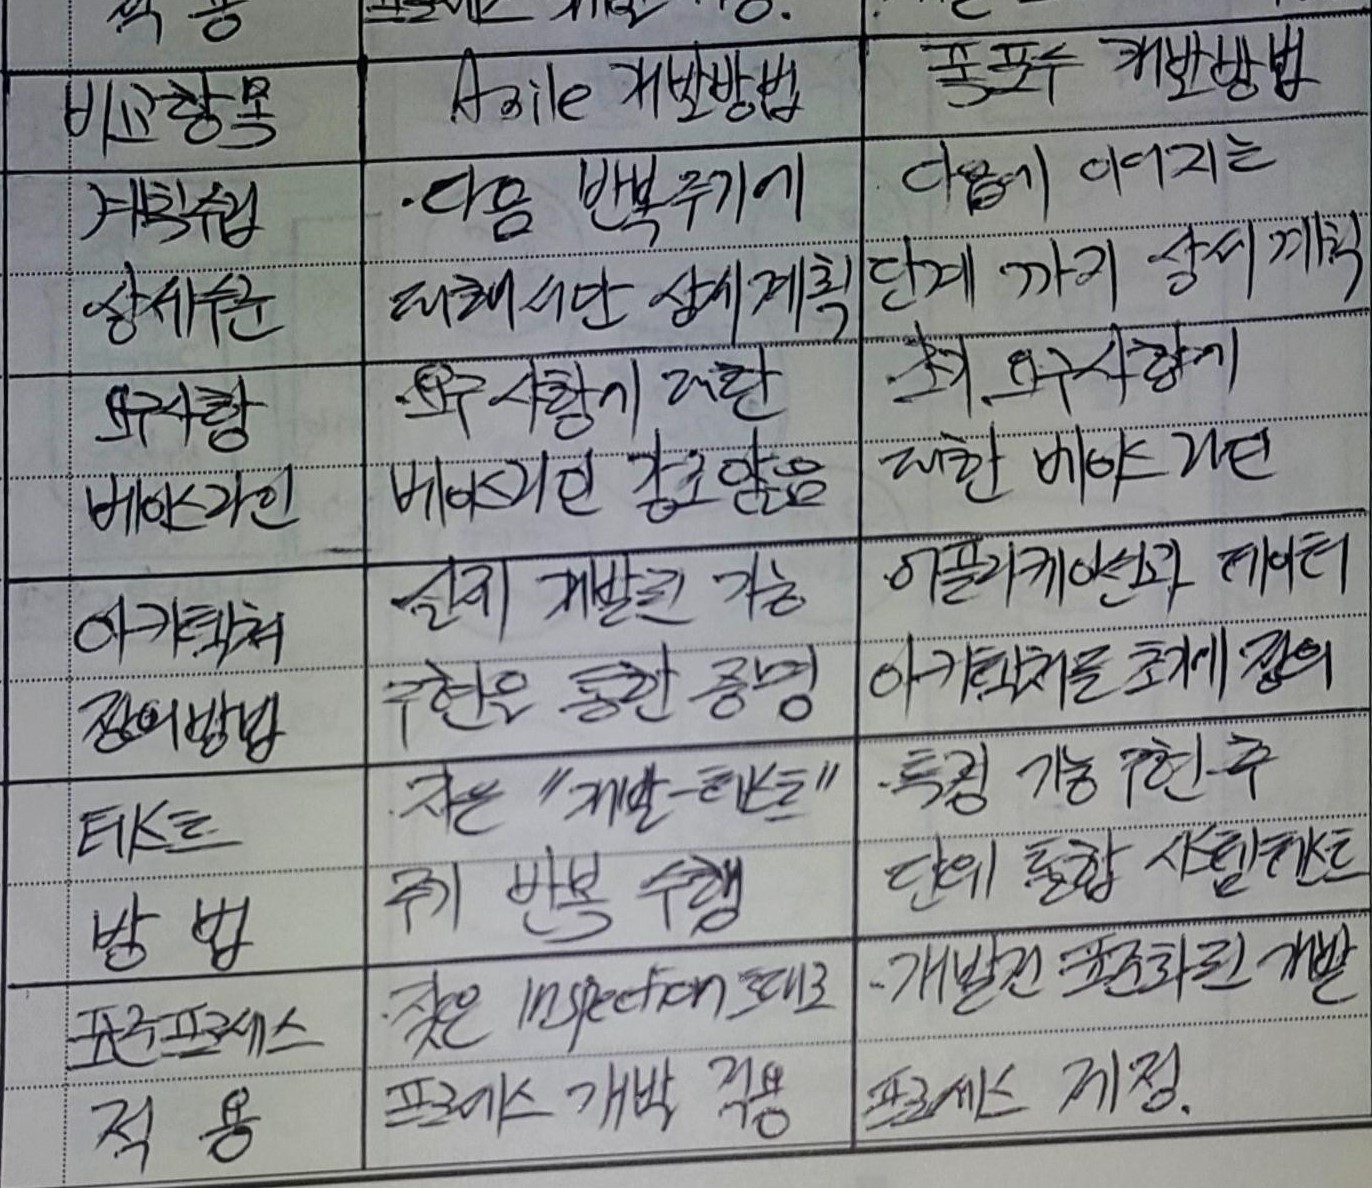 적 용
비교항목 Agile 개발방법 폭포수 개발방법
계획수립 ·다음 반복주기에 ·다음에 이어지는
상세수준 대해서만 상세계획 단계 까지 상세계획
요구사항 ·요구사항에 대한 ·초기 요구사항에
베이스라인 베이스라인 강조않음 대한 베이스라인
아키탁쳐 ·실제 개발된 기능 ·어플리케이션과 데이터
정의방법 구현을 통한 증명 아키탁처를 초기에 정의
테스트 ·잦은 "개발-테스트" ·특정 기능 구현 후
방 법 주기 반복 수행 단위 통합 시스템테스트
표준프로세스 ·잦은 Inspection 토대로 ·개발전 표준화된 개발
적 용 프로세스 개발 적용 프로세스 제정.